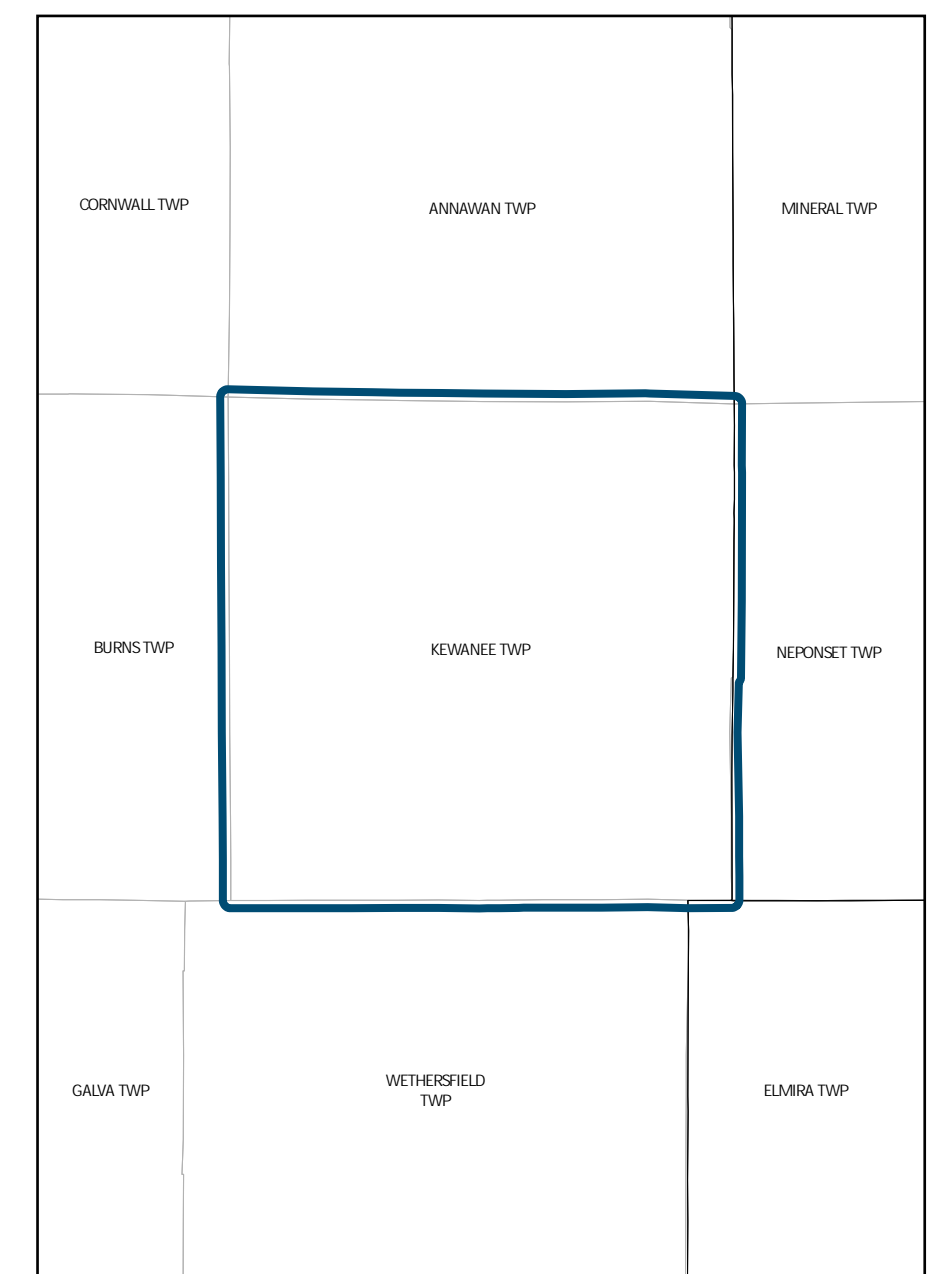 CORNWALL TWP
ANNAWAN TWP
MINERAL TWP
BURNS TWP
KEWANEE TWP
NEPONSET TWP
GALVA TWP
WETHERSFIELD
TWP
ELMIRA TWP